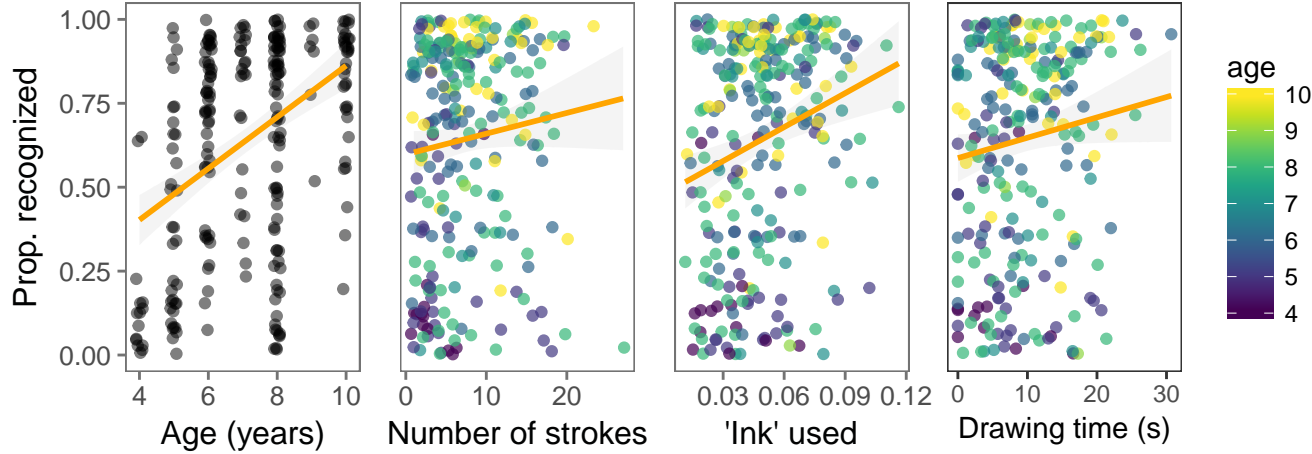 Prop. recognized
1.00
0.75
0.50
0.25
0.00
4 6 8 10
Age (years)
0 10 20
Number of strokes
0.03 0.06 0.09 0.12
'Ink' used
0 10 20 30
Drawing time (s)
age
10
9
8
7
6
5
4